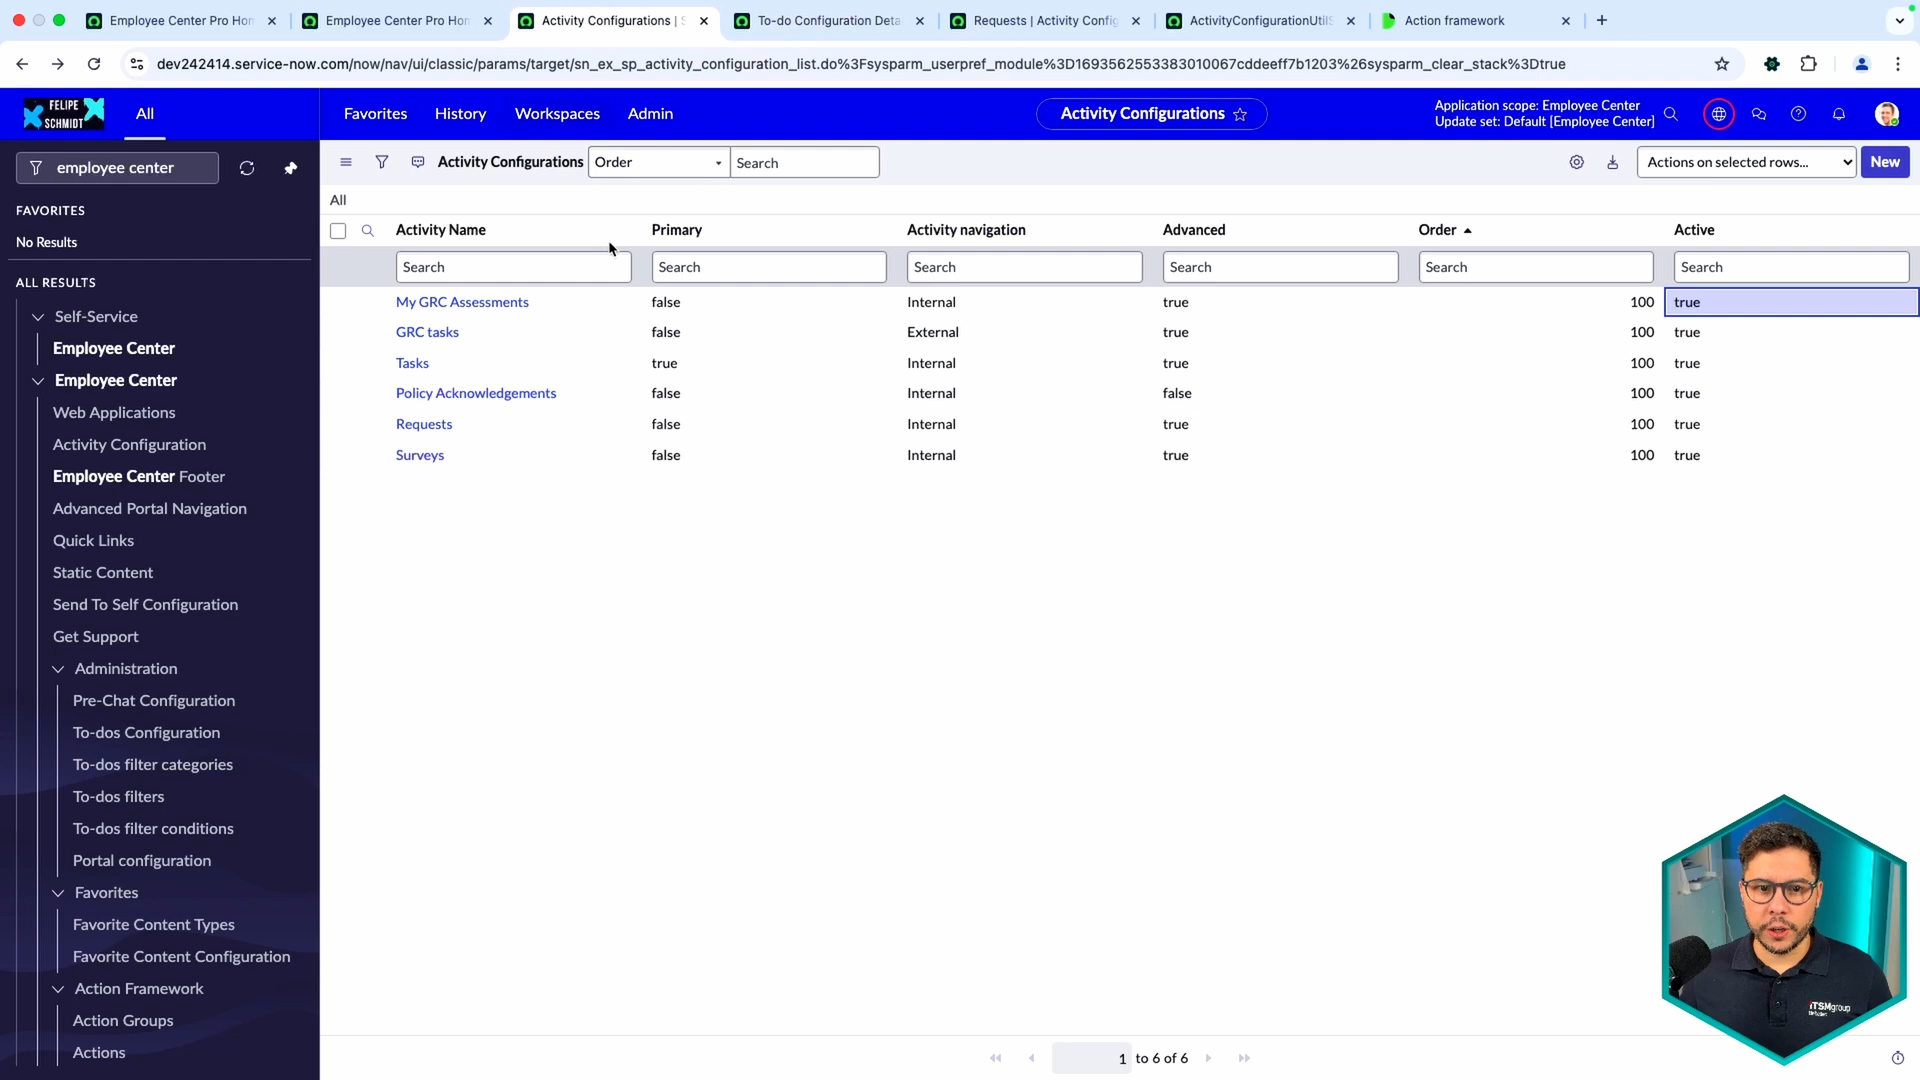 Employee Center Pro Hon
Employee Center Pro Hon
Activity Configurations | S
To-do Configuration Deta
Requests | Activity Config
ActivityConfigurationUtilS
Action framework
dev242414.service-now.com/now/nav/ui/classic/params/target/sn_ex_sp_activity_configuration_list.do%3Fsysparm_userpref_module%3D1693562553383010067cddeeff7b1203%26sysparm_clear_stack%3Dtrue
FELIPE
SCHMIDT
All
Favorites
History
Workspaces
Admin
Activity Configurations
Application scope: Employee Center
Update set: Default [Employee Center]
employee center
FAVORITES
No Results
ALL RESULTS
Self-Service
Employee Center
Employee Center
Web Applications
Activity Configuration
Employee Center Footer
Advanced Portal Navigation
Quick Links
Static Content
Send To Self Configuration
Get Support
Administration
Pre-Chat Configuration
To-dos Configuration
To-dos filter categories
To-dos filters
To-dos filter conditions
Portal configuration
Favorites
Favorite Content Types
Favorite Content Configuration
Action Framework
Action Groups
Actions
Activity Configurations Order Search Actions on selected rows... New
All
Activity Name Primary Activity navigation Advanced Order Active
Search Search Search Search Search Search
My GRC Assessments false Internal true 100 true
GRC tasks false External true 100 true
Tasks true Internal true 100 true
Policy Acknowledgements false Internal false 100 true
Requests false Internal true 100 true
Surveys false Internal true 100 true
1 to 6 of 6
iTSMgroup